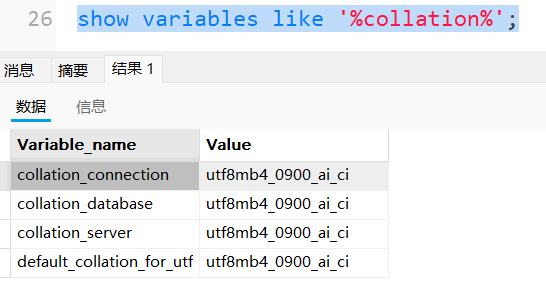 26 show variables like '%collation%';
消息 摘要 结果 1
数据 信息
Variable_name Value
collation_connection utf8mb4_0900_ai_ci
collation_database utf8mb4_0900_ai_ci
collation_server utf8mb4_0900_ai_ci
default_collation_for_utf utf8mb4_0900_ai_ci